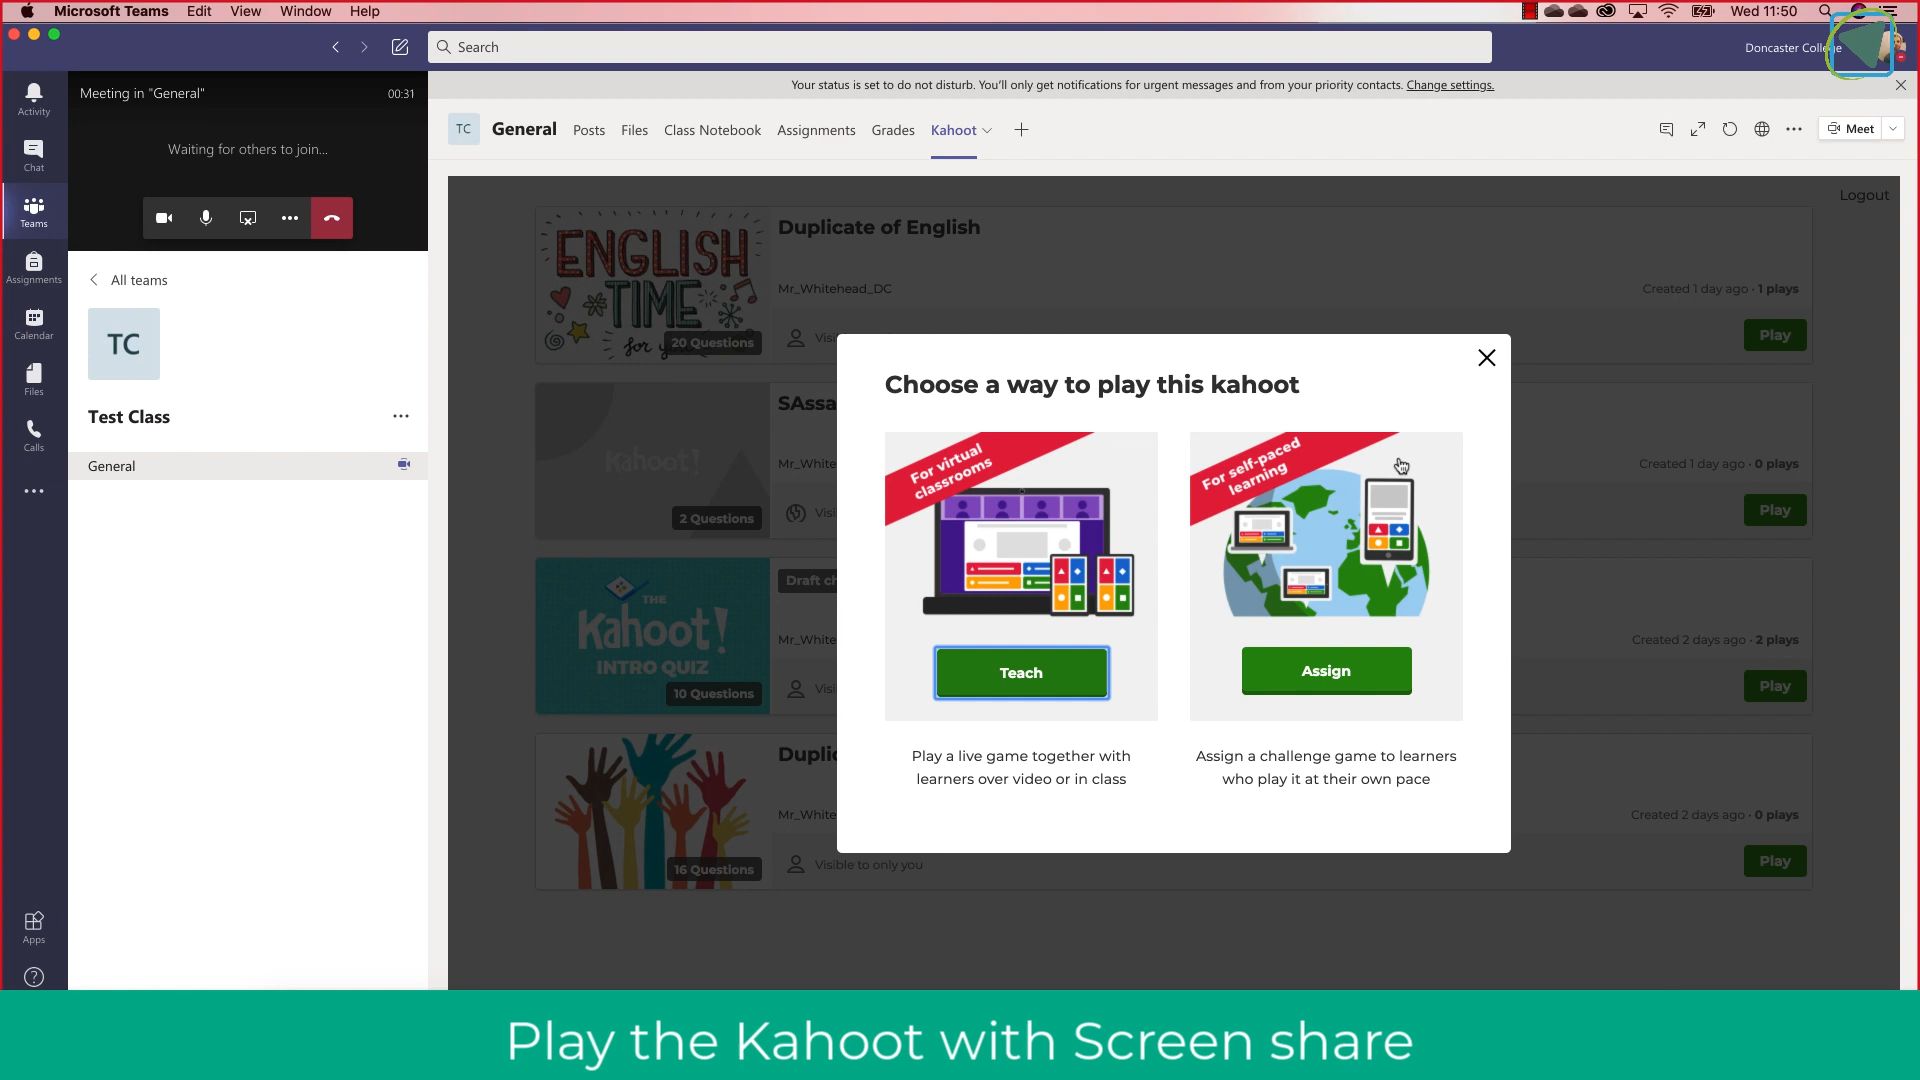 Microsoft Teams Edit View Window Help
Wed 11:50
Search
Doncaster College
Your status is set to do not disturb. You'll only get notifications for urgent messages and from your priority contacts. Change settings.
Meeting in "General"
00:31
Waiting for others to join...
Activity
Chat
Teams
Assignments
Calendar
Files
Calls
Apps
All teams
TC
Test Class
General
TC
General
Posts
Files
Class Notebook
Assignments
Grades
Kahoot
Meet
Logout
ENGLISH
TIME
for
20 Questions
Duplicate of English
Mr_Whitehead_DC
Created 1 day ago · 1 plays
Play
Kahoot!
2 Questions
Created 1 day ago · 0 plays
Play
THE
Kahoot!
INTRO QUIZ
10 Questions
Created 2 days ago · 2 plays
Play
16 Questions
Visible to only you
Created 2 days ago · 0 plays
Play
Choose a way to play this kahoot
For virtual
classrooms
Teach
Play a live game together with
learners over video or in class
For self-paced
learning
Assign
Assign a challenge game to learners
who play it at their own pace
Play the Kahoot with Screen share